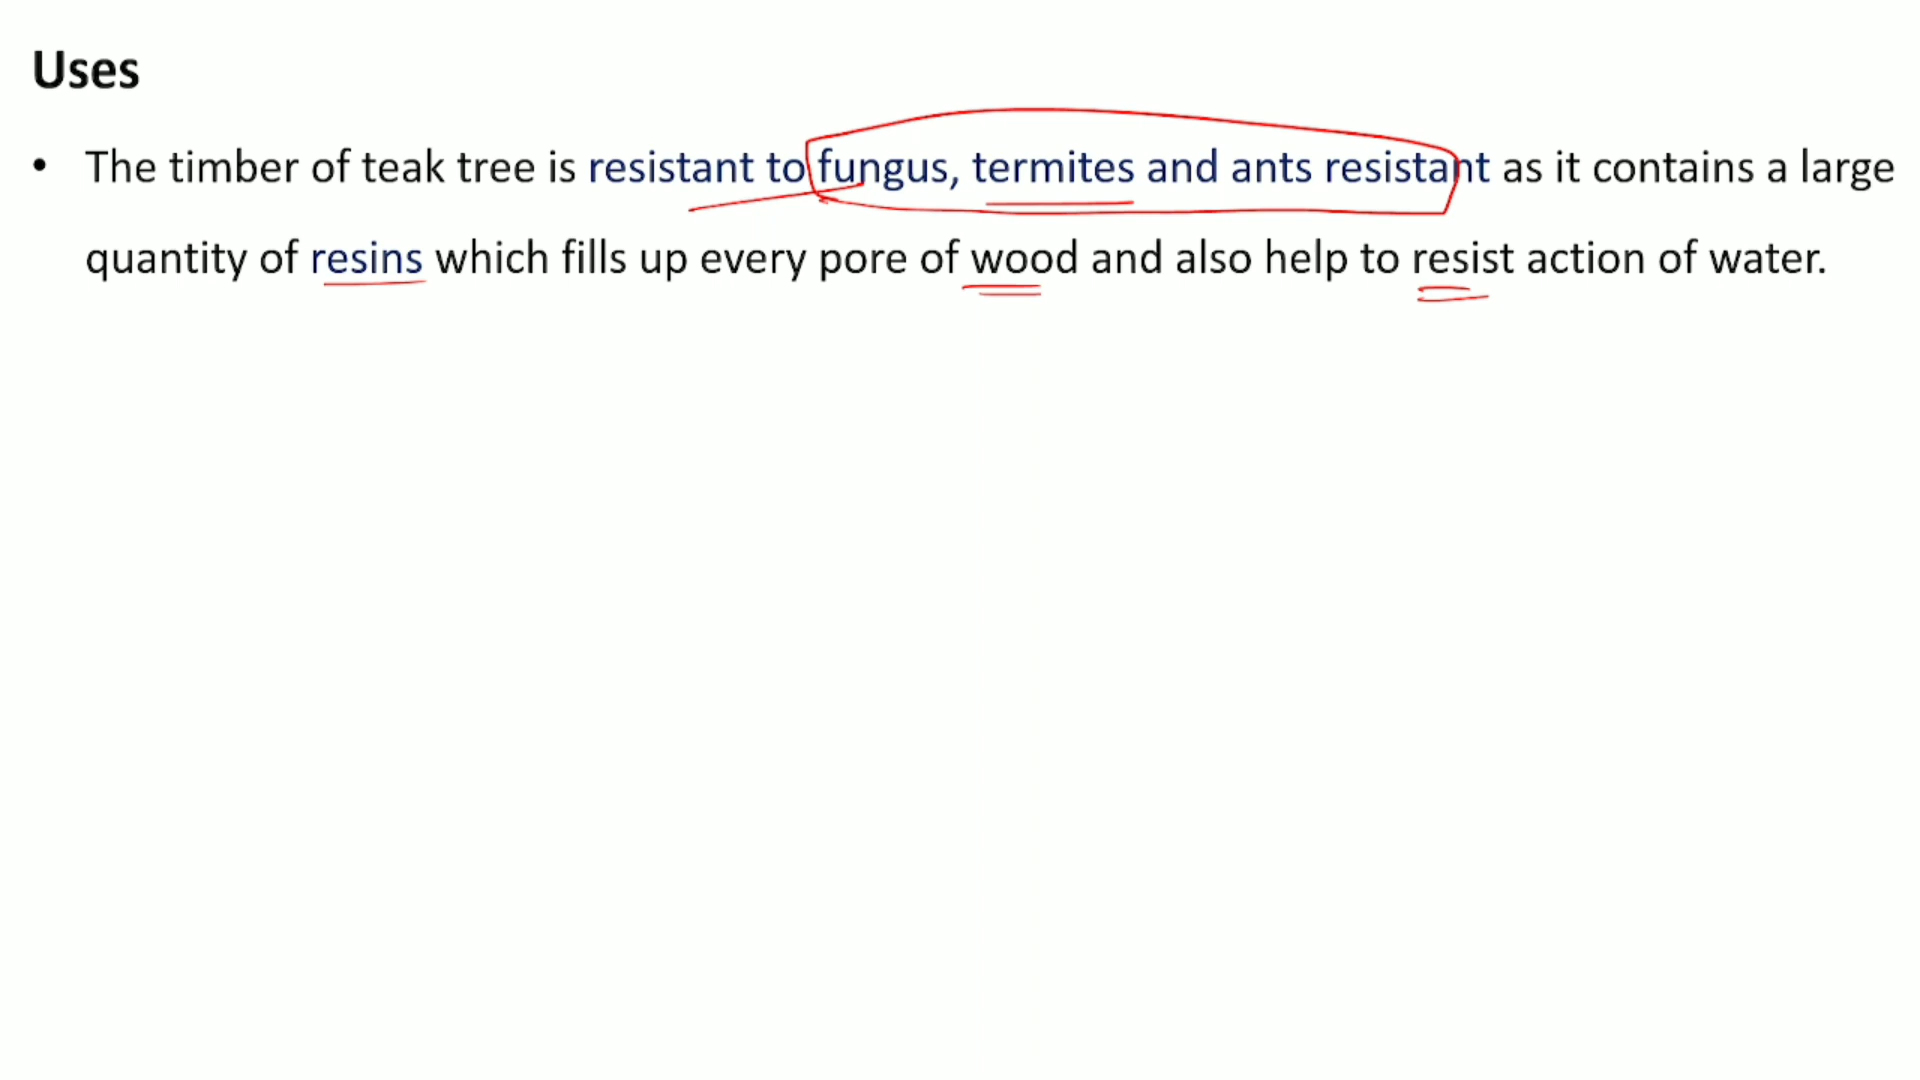 Uses
• The timber of teak tree is resistant to fungus, termites and ants resistant as it contains a large
quantity of resins which fills up every pore of wood and also help to resist action of water.